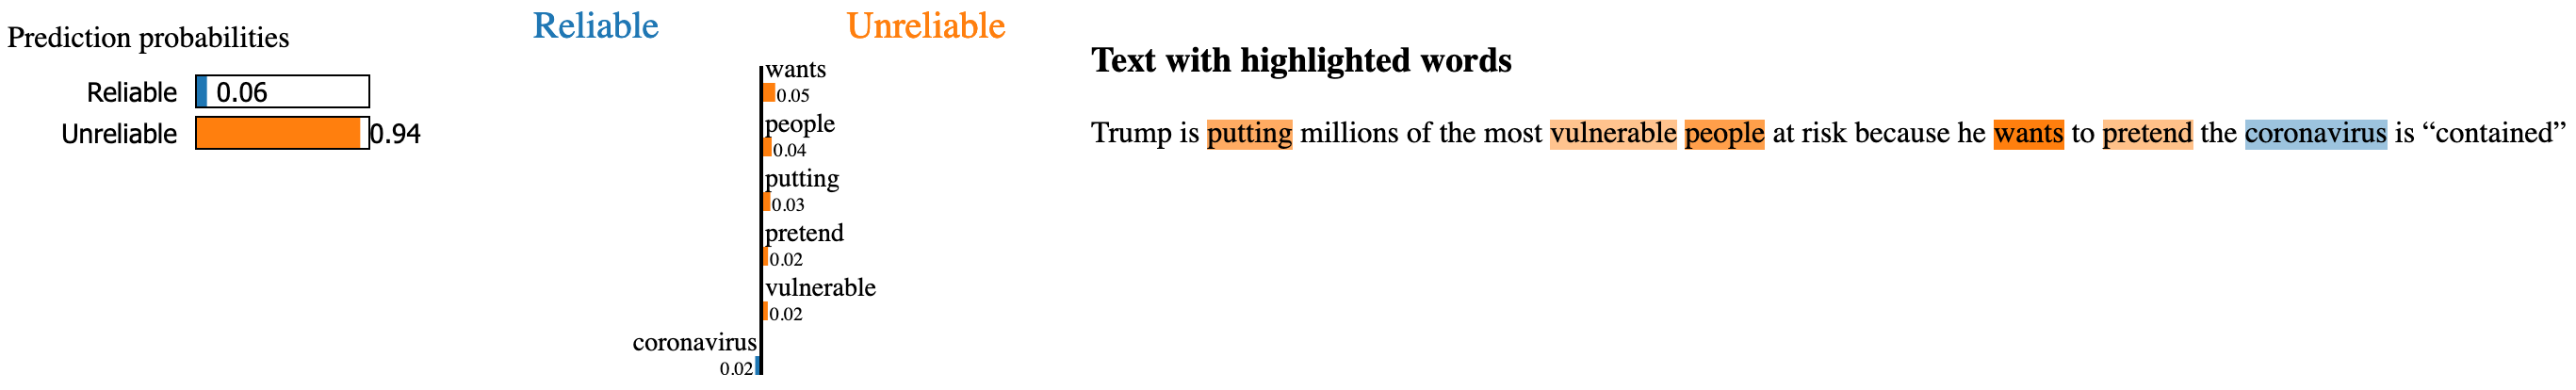 Prediction probabilities
Reliable 0.06
Unreliable 0.94
Reliable Unreliable
wants
0.05
people
0.04
putting
0.03
pretend
0.02
vulnerable
0.02
coronavirus
0.02
Text with highlighted words
Trump is putting millions of the most vulnerable people at risk because he wants to pretend the coronavirus is “contained”